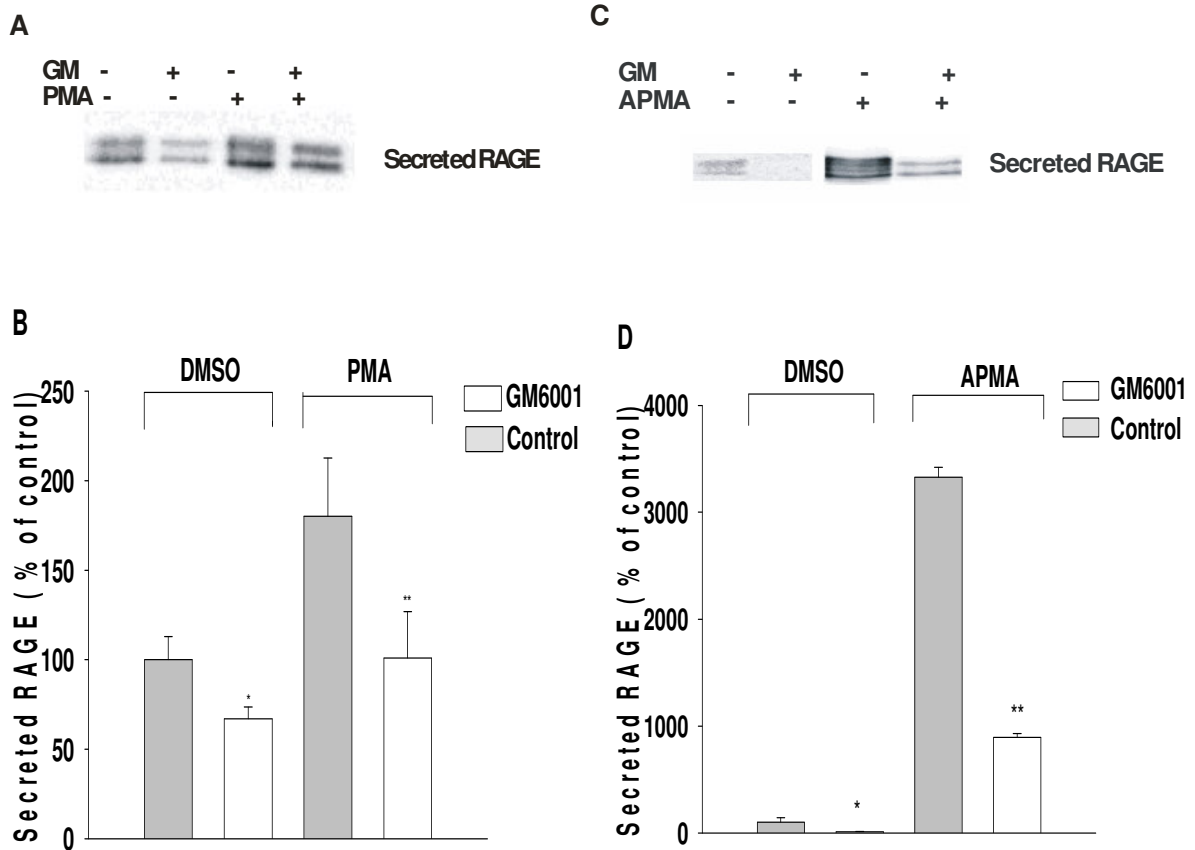 A
GM - + - +
PMA - - + +
Secreted RAGE
C
GM - + - +
APMA - - + +
Secreted RAGE
B
DMSO PMA
GM6001
Control
Secreted RAGE (% of control)
250
200
150
100
50
0
*
**
D
DMSO APMA
GM6001
Control
Secreted RAGE (% of control)
4000
3000
2000
1000
0
*
**